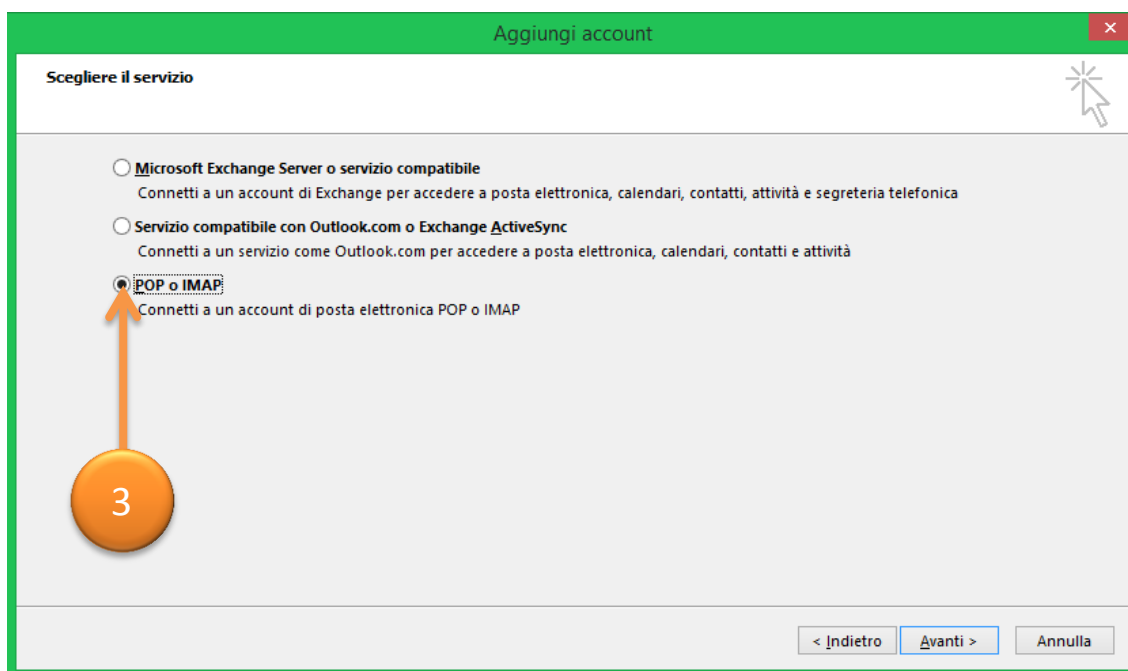 Aggiungi account
Scegliere il servizio
Microsoft Exchange Server o servizio compatibile
Connetti a un account di Exchange per accedere a posta elettronica, calendari, contatti, attività e segreteria telefonica
Servizio compatibile con Outlook.com o Exchange ActiveSync
Connetti a un servizio come Outlook.com per accedere a posta elettronica, calendari, contatti e attività
POP o IMAP
Connetti a un account di posta elettronica POP o IMAP
3
< Indietro Avanti > Annulla